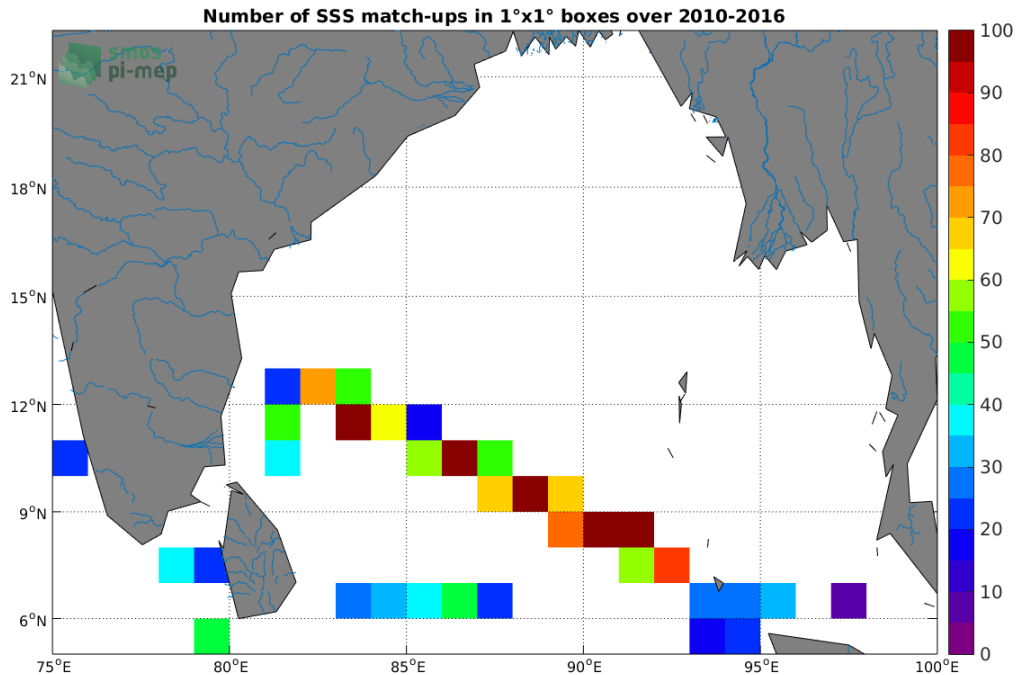 Number of SSS match-ups in 1°x1° boxes over 2010-2016
smos
pi-mep
21°N
18°N
15°N
12°N
9°N
6°N
75°E
80°E
85°E
90°E
95°E
100°E
100
90
80
70
60
50
40
30
20
10
0